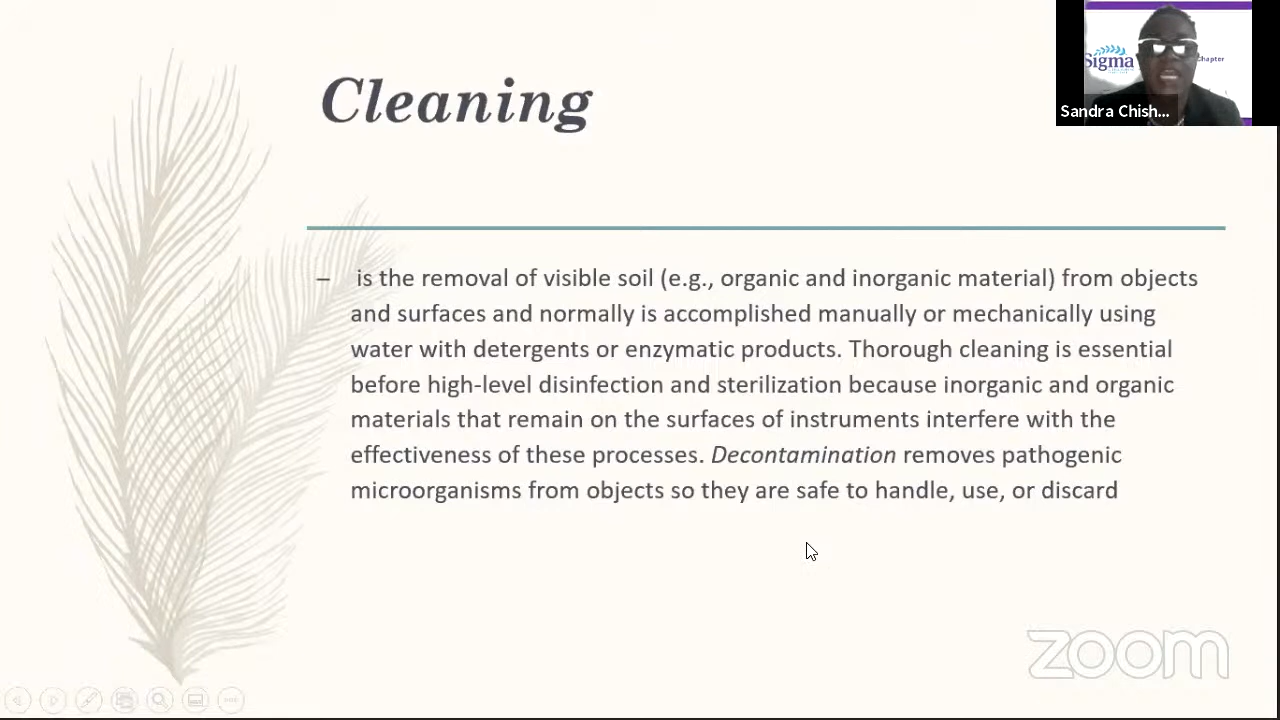 Cleaning
Sigma
Chapter
Sandra Chish...
– is the removal of visible soil (e.g., organic and inorganic material) from objects
and surfaces and normally is accomplished manually or mechanically using
water with detergents or enzymatic products. Thorough cleaning is essential
before high-level disinfection and sterilization because inorganic and organic
materials that remain on the surfaces of instruments interfere with the
effectiveness of these processes. Decontamination removes pathogenic
microorganisms from objects so they are safe to handle, use, or discard
zoom